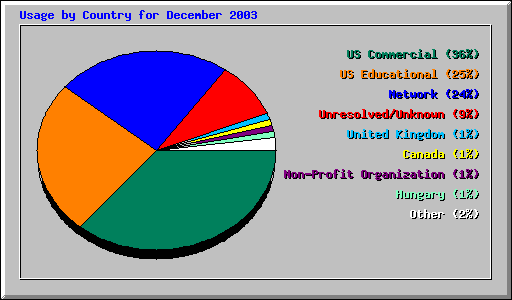 Usage by Country for December 2003
US Commercial (36%)
US Educational (25%)
Network (24%)
Unresolved/Unknown (9%)
United Kingdom (1%)
Canada (1%)
Non-Profit Organization (1%)
Hungary (1%)
Other (2%)